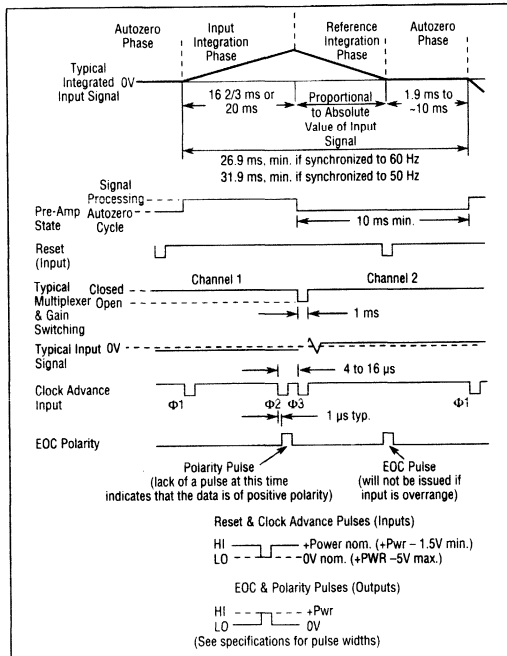 Autozero Phase
Input Integration Phase
Reference Integration Phase
Autozero Phase
Typical Integrated Input Signal
0V
16 2/3 ms or 20 ms
Proportional to Absolute Value of Input Signal
1.9 ms to ~10 ms
26.9 ms, min. if synchronized to 60 Hz
31.9 ms, min. if synchronized to 50 Hz
Pre-Amp State
Signal Processing
Autozero Cycle
10 ms min.
Reset (Input)
Channel 1
Channel 2
Typical Multiplexer & Gain Switching
Closed
Open
1 ms
Typical Input Signal
0V
4 to 16 µs
Clock Advance Input
Φ1
Φ2
Φ3
Φ1
1 µs typ.
EOC Polarity
Polarity Pulse
(lack of a pulse at this time
indicates that the data is of positive polarity)
EOC Pulse
(will not be issued if
input is overrange)
Reset & Clock Advance Pulses (Inputs)
HI +Power nom. (+Pwr – 1.5V min.)
LO 0V nom. (+PWR –5V max.)
EOC & Polarity Pulses (Outputs)
HI +Pwr
LO 0V
(See specifications for pulse widths)